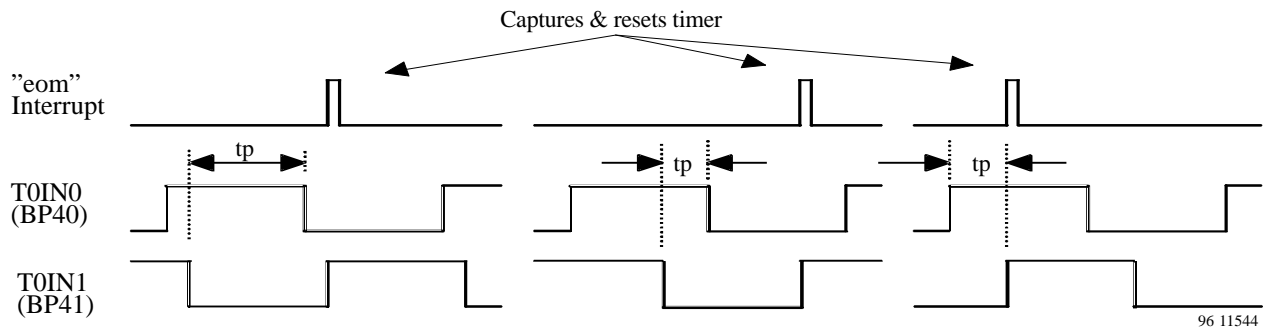 Captures & resets timer
”eom”
Interrupt
tp
tp
tp
T0IN0
(BP40)
T0IN1
(BP41)
96 11544